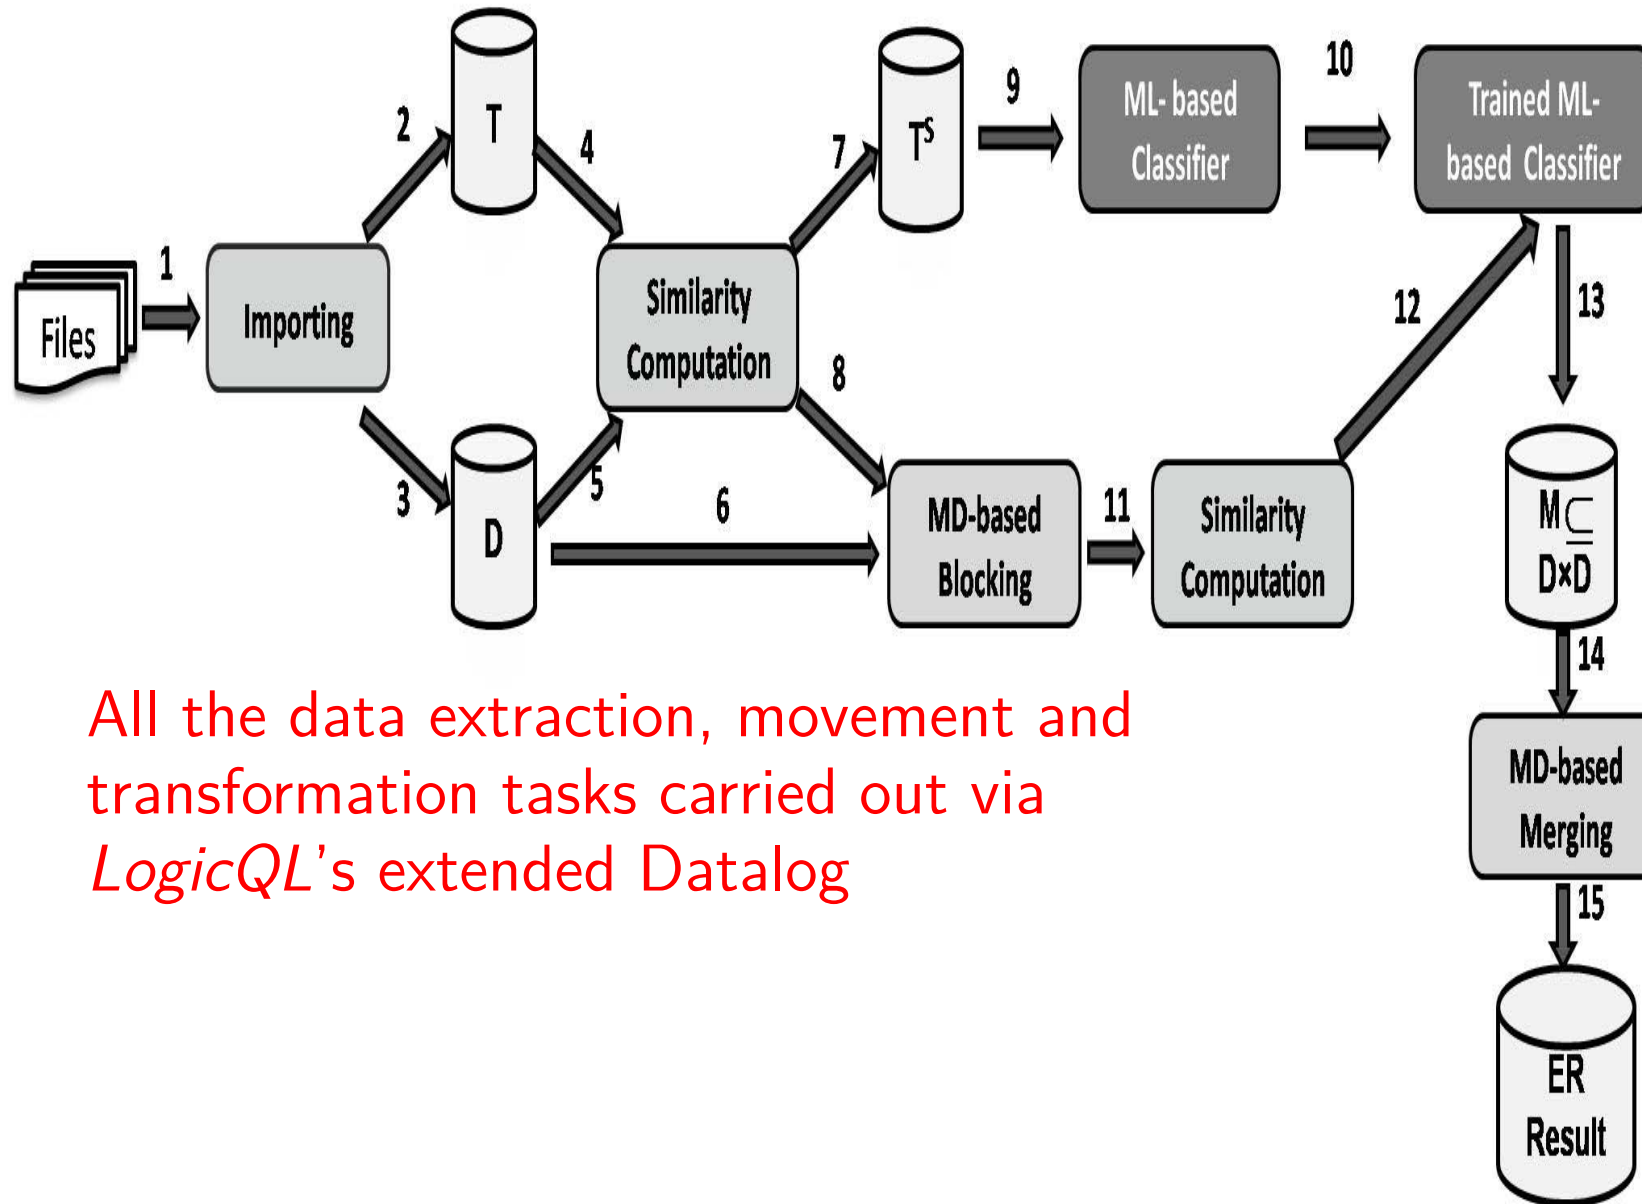 Files
1
Importing
2
3
T
D
4
5
6
Similarity
Computation
7
8
T^S
9
ML- based
Classifier
10
Trained ML-
based Classifier
MD-based
Blocking
11
Similarity
Computation
12
13
M ⊆
D×D
14
MD-based
Merging
15
ER
Result
All the data extraction, movement and
transformation tasks carried out via
LogicQL's extended Datalog